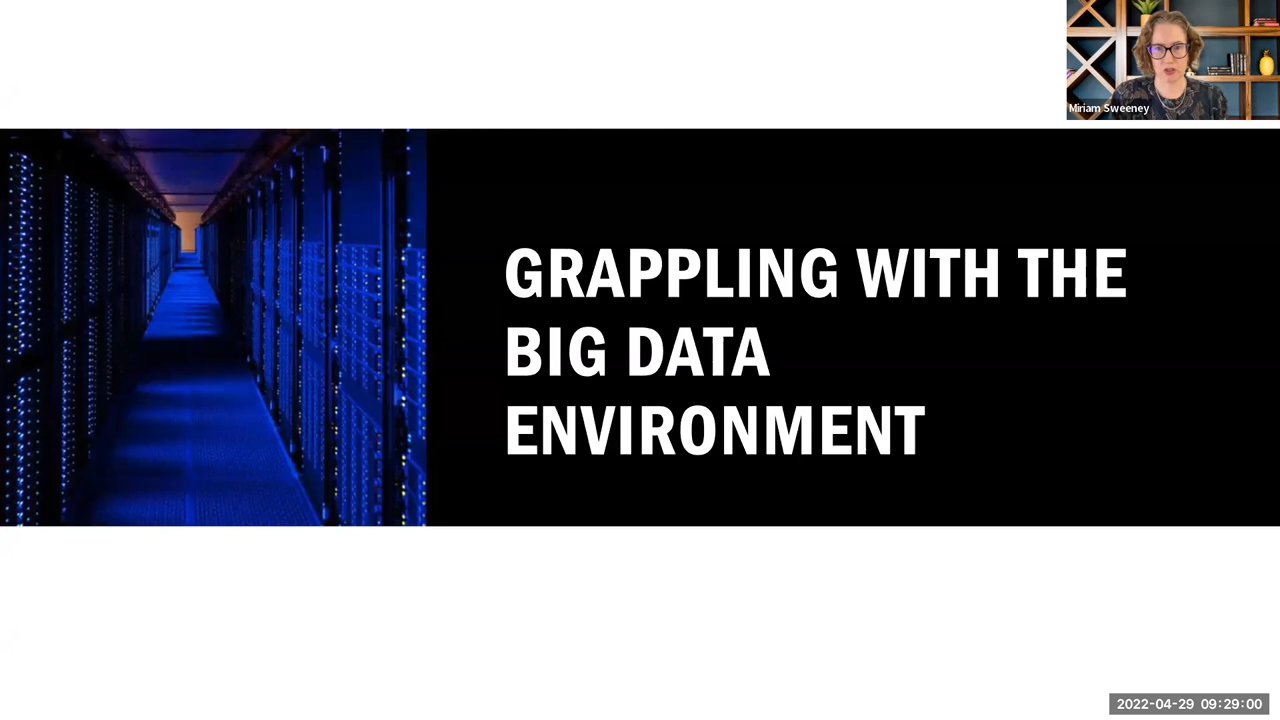 Miriam Sweeney
GRAPPLING WITH THE
BIG DATA
ENVIRONMENT
2022-04-29 09:29:00